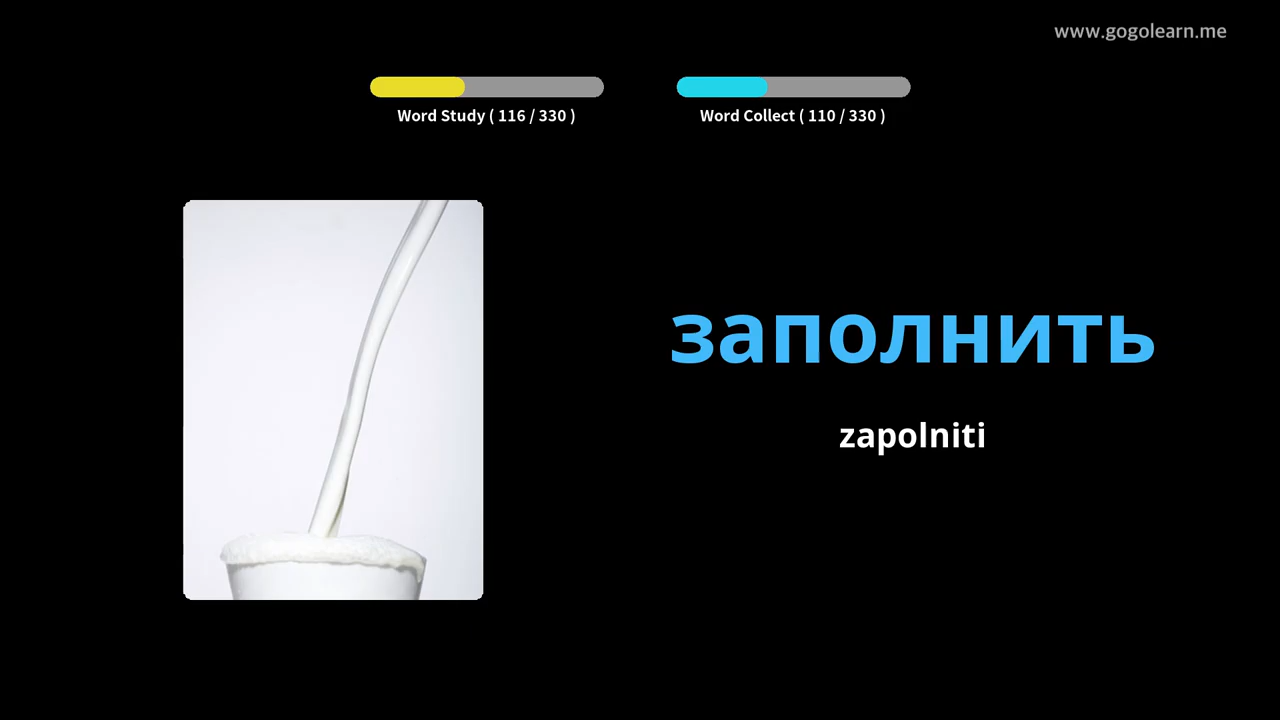 www.gogolearn.me
Word Study ( 116 / 330 )
Word Collect ( 110 / 330 )
заполнить
zapolniti